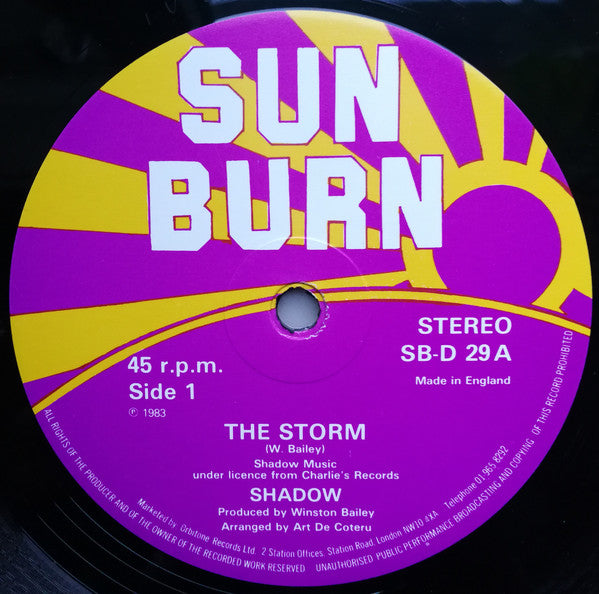 SUN
BURN
STEREO
SB-D 29A
Made in England
45 r.p.m.
Side 1
℗ 1983
THE STORM
(W. Bailey)
Shadow Music
under licence from Charlie's Records
SHADOW
Produced by Winston Bailey
Arranged by Art De Coteru
Marketed by Orbitone Records Ltd 2 Station Offices, Station Road, London NW10 4XA Telephone 01 965 8292
ALL RIGHTS OF THE PRODUCER AND OF THE OWNER OF THE RECORDED WORK RESERVED UNAUTHORISED PUBLIC PERFORMANCE BROADCASTING AND COPYING OF THIS RECORD PROHIBITED